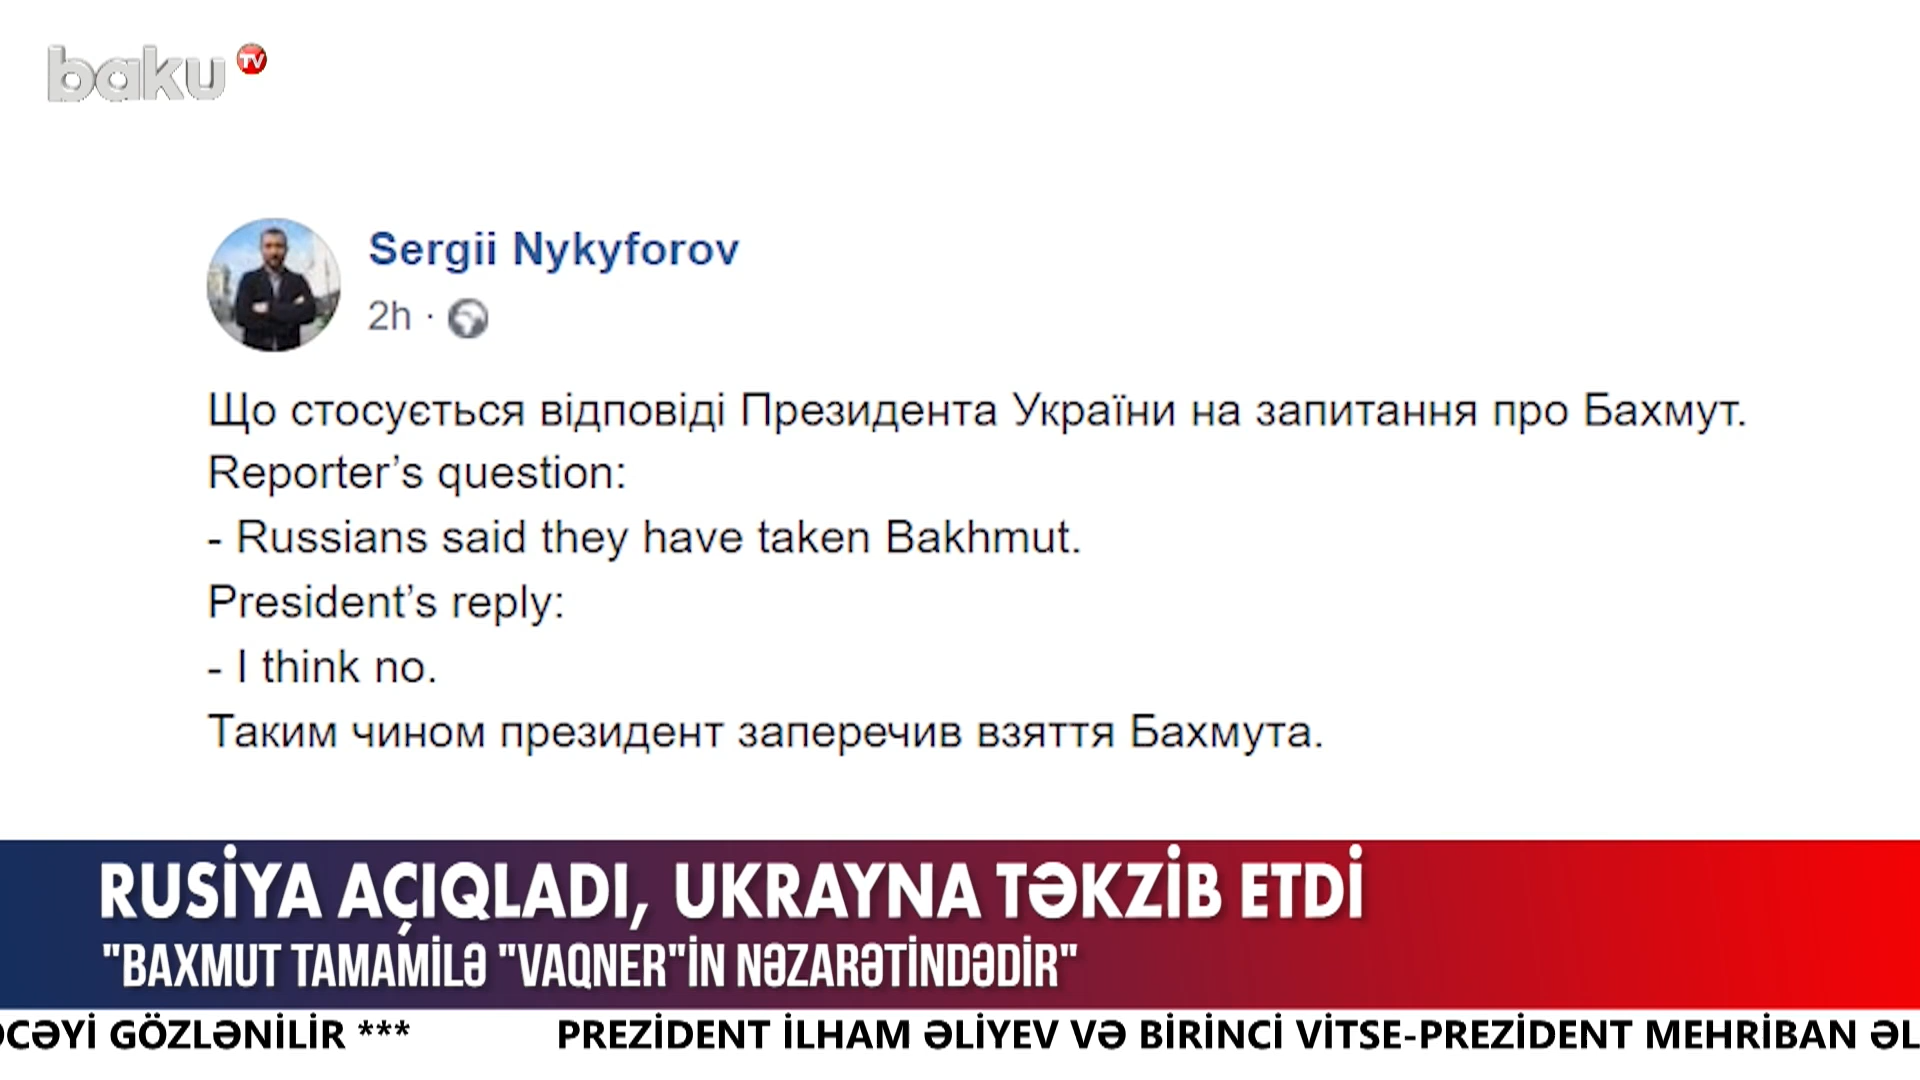 baku TV
Sergii Nykyforov
2h ·
Що стосується відповіді Президента України на запитання про Бахмут.
Reporter’s question:
- Russians said they have taken Bakhmut.
President’s reply:
- I think no.
Таким чином президент заперечив взяття Бахмута.
RUSİYA AÇIQLADI, UKRAYNA TƏKZİB ETDİ
"BAXMUT TAMAMİLƏ "VAQNER"İN NƏZARƏTİNDƏDİR"
CƏYİ GÖZLƏNİLİR *** PREZİDENT İLHAM ƏLİYEV VƏ BİRİNCİ VİTSE-PREZİDENT MEHRİBAN ƏL